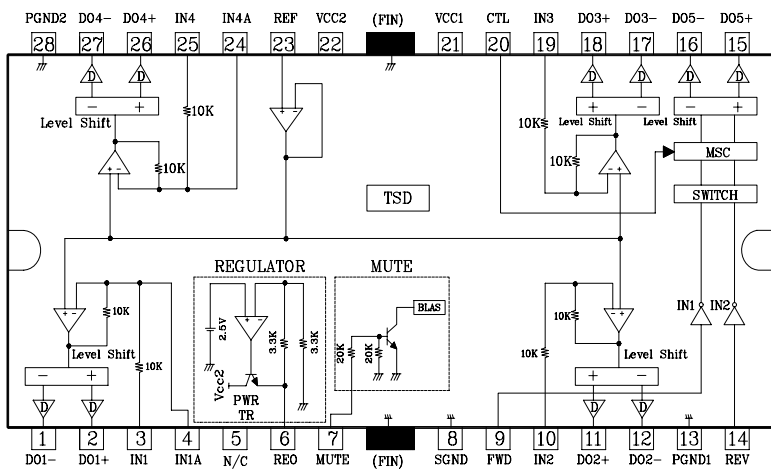 PGND2 DO4- DO4+ IN4 IN4A REF VCC2 (FIN) VCC1 CTL IN3 DO3+ DO3- DO5- DO5+
28 27 26 25 24 23 22 21 20 19 18 17 16 15
D D D D D D
- + + - - +
Level Shift Level Shift Level Shift
10K 10K
10K 10K
MSC
TSD
SWITCH
REGULATOR MUTE
BLAS
IN1 IN2
10K 2.5V 3.3K 3.3K 10K
Level Shift 20K 20K 10K Level Shift
10K
- + + -
Vcc2 PWR
TR
D D D D
1 2 3 4 5 6 7 8 9 10 11 12 13 14
DO1- DO1+ IN1 IN1A N/C REO MUTE (FIN) SGND FWD IN2 DO2+ DO2- PGND1 REV